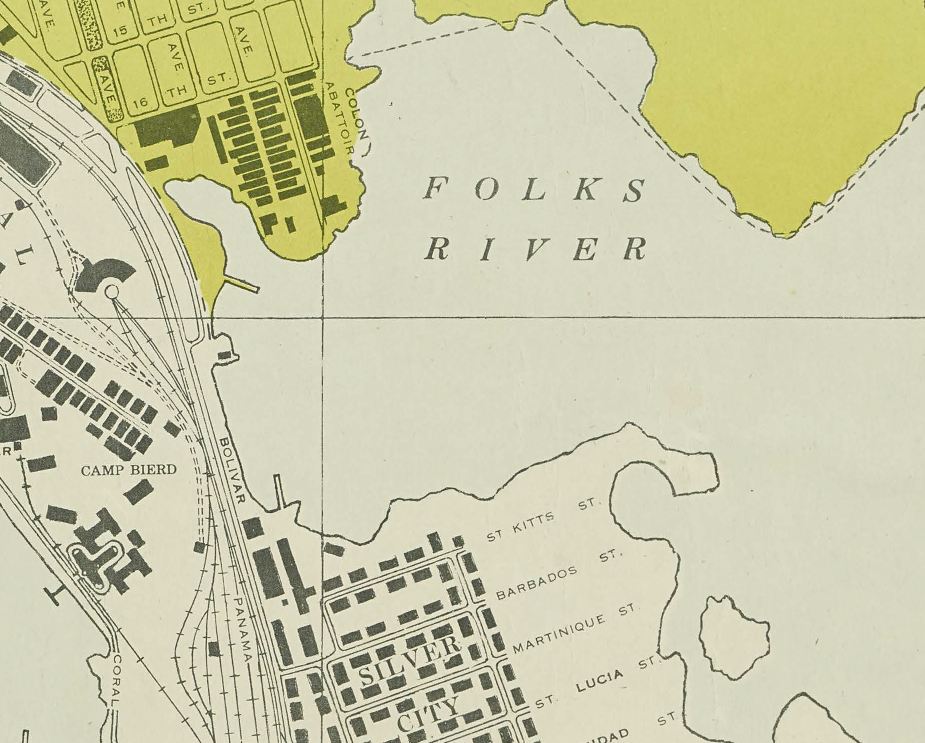 AVE.
15 TH ST.
AVE.
AVE
AVE.
16 TH ST.
COLON
ABATTOIR
FOLKS
RIVER
A L
R
CAMP BIERD
BOLIVAR
ST KITTS ST.
BARBADOS ST.
MARTINIQUE ST.
PANAMA
SILVER
CITY
CORAL
ST. LUCIA ST.
IDAD ST.